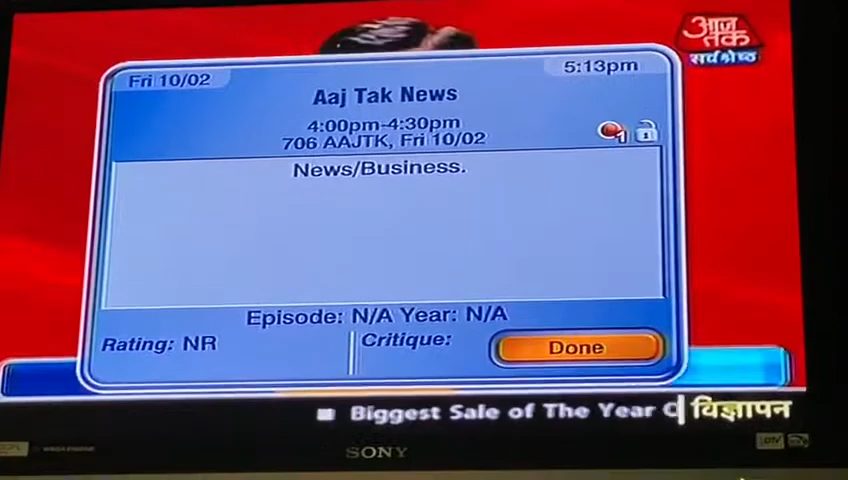 आज तक
सर्वश्रेष्ठ
Fri 10/02
5:13pm
Aaj Tak News
4:00pm-4:30pm
706 AAJTK, Fri 10/02
1
News/Business.
Episode: N/A Year: N/A
Rating: NR
Critique:
Done
Biggest Sale of The Year C
विज्ञापन
SONY